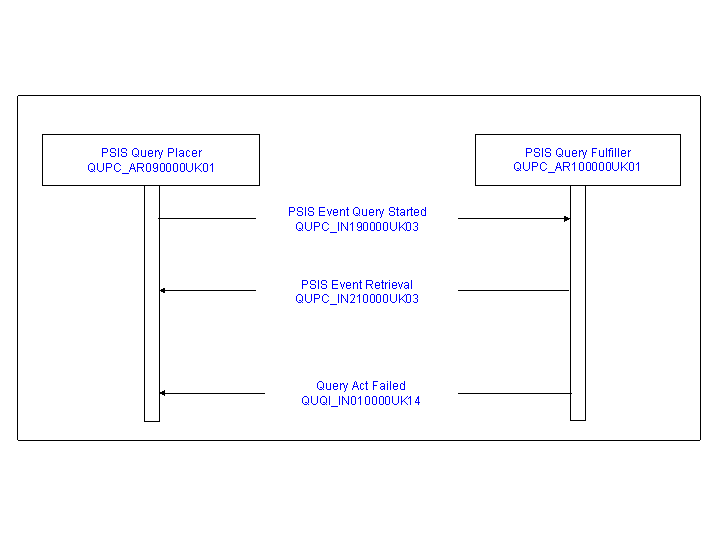 PSIS Query Placer
QUPC_AR090000UK01
PSIS Query Fulfiller
QUPC_AR100000UK01
PSIS Event Query Started
QUPC_IN190000UK03
PSIS Event Retrieval
QUPC_IN210000UK03
Query Act Failed
QUQI_IN010000UK14